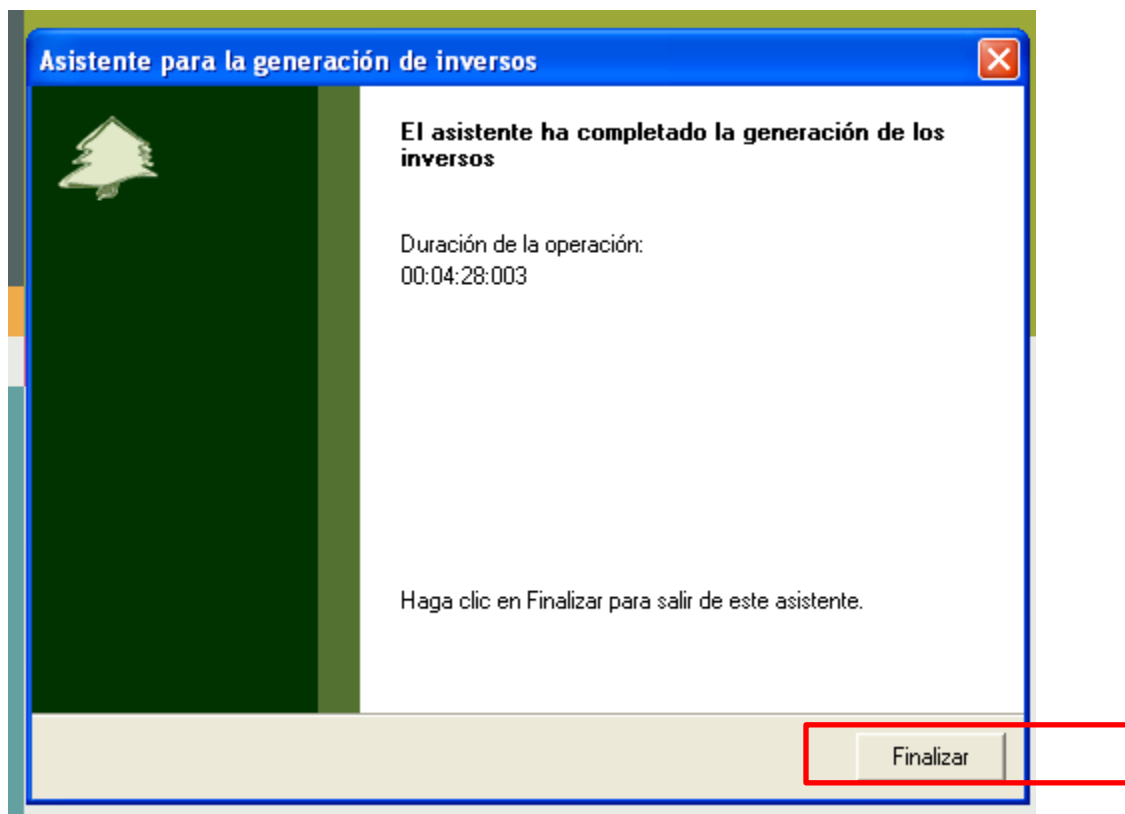 Asistente para la generación de inversos
El asistente ha completado la generación de los
inversos
Duración de la operación:
00:04:28:003
Haga clic en Finalizar para salir de este asistente.
Finalizar